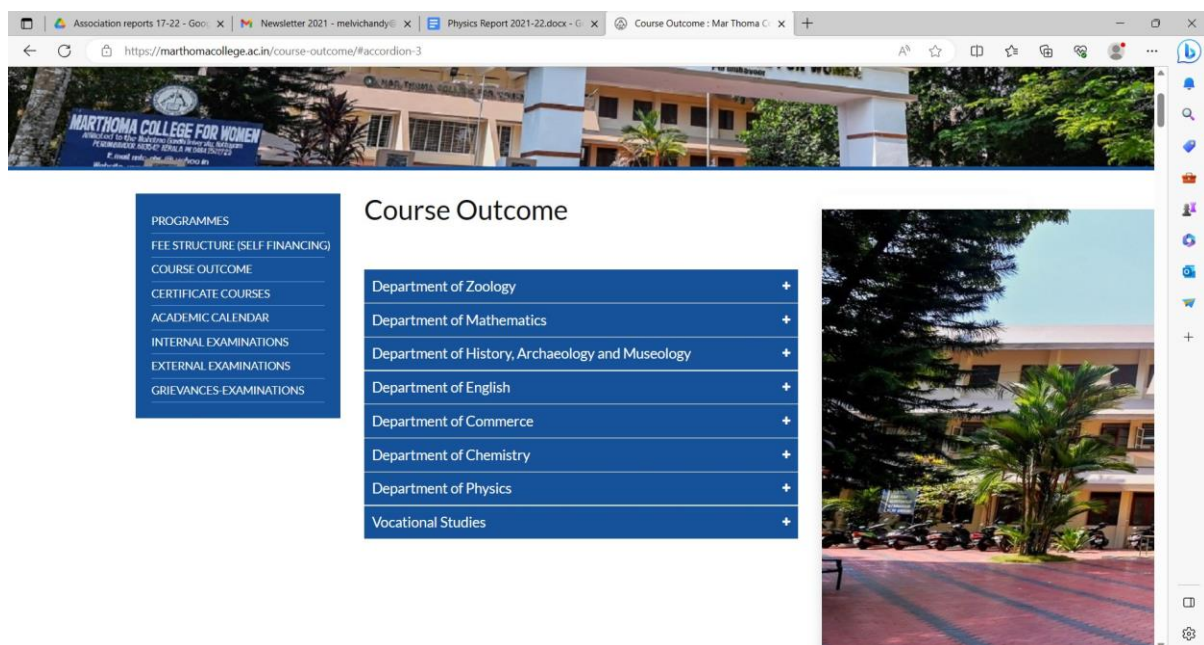 Association reports 17-22 - Goo
Newsletter 2021 - melvichandy@
Physics Report 2021-22.docx - G
Course Outcome : Mar Thoma C
https://marthomacollege.ac.in/course-outcome/#accordion-3
MARTHOMA COLLEGE FOR WOMEN
PROGRAMMES
FEE STRUCTURE (SELF FINANCING)
COURSE OUTCOME
CERTIFICATE COURSES
ACADEMIC CALENDAR
INTERNAL EXAMINATIONS
EXTERNAL EXAMINATIONS
GRIEVANCES-EXAMINATIONS
Course Outcome
Department of Zoology
Department of Mathematics
Department of History, Archaeology and Museology
Department of English
Department of Commerce
Department of Chemistry
Department of Physics
Vocational Studies